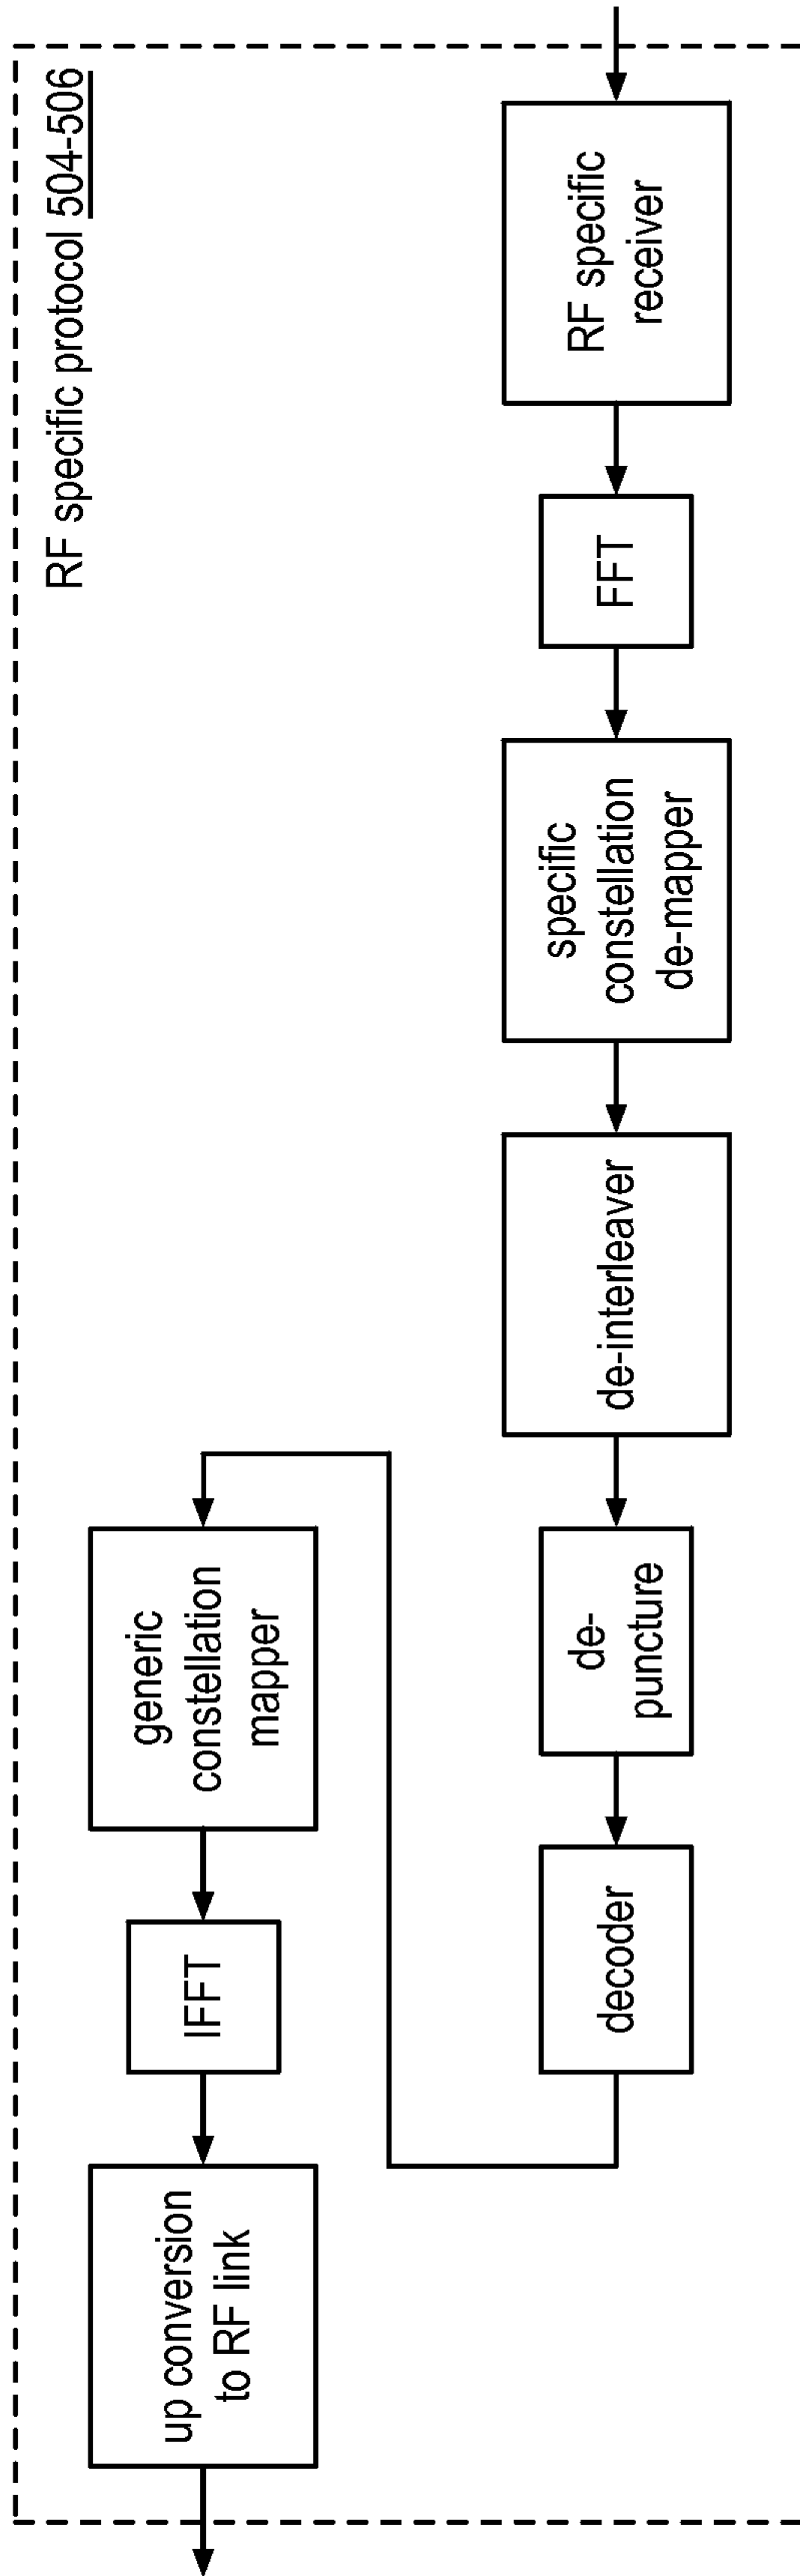 RF specific protocol 504-506
up conversion
to RF link
IFFT
generic
constellation
mapper
decoder
de-
puncture
de-interleaver
specific
constellation
de-mapper
FFT
RF specific
receiver